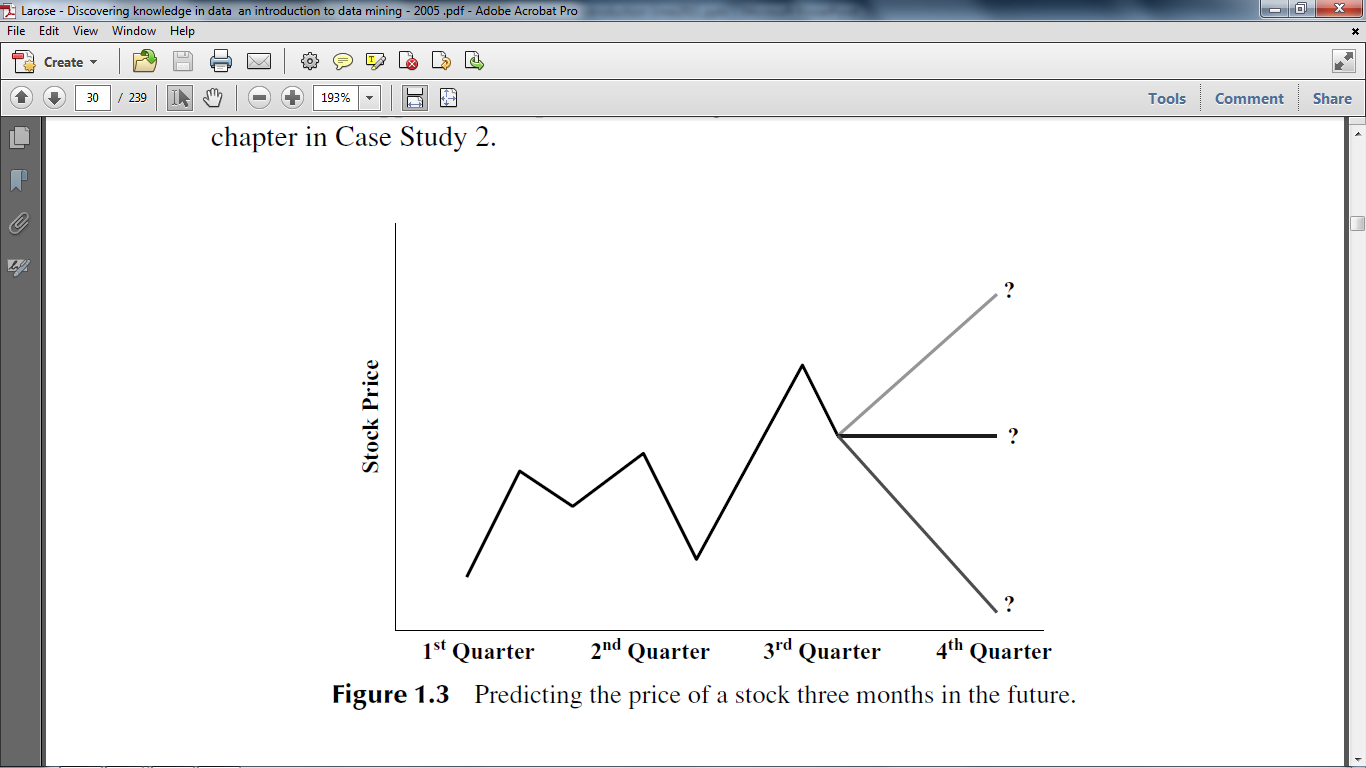 Larose - Discovering knowledge in data  an introduction to data mining - 2005 .pdf - Adobe Acrobat Pro
File Edit View Window Help
Create
30 / 239 193% Tools Comment Share
chapter in Case Study 2.
?
Stock Price
?
?
1st Quarter 2nd Quarter 3rd Quarter 4th Quarter
Figure 1.3 Predicting the price of a stock three months in the future.